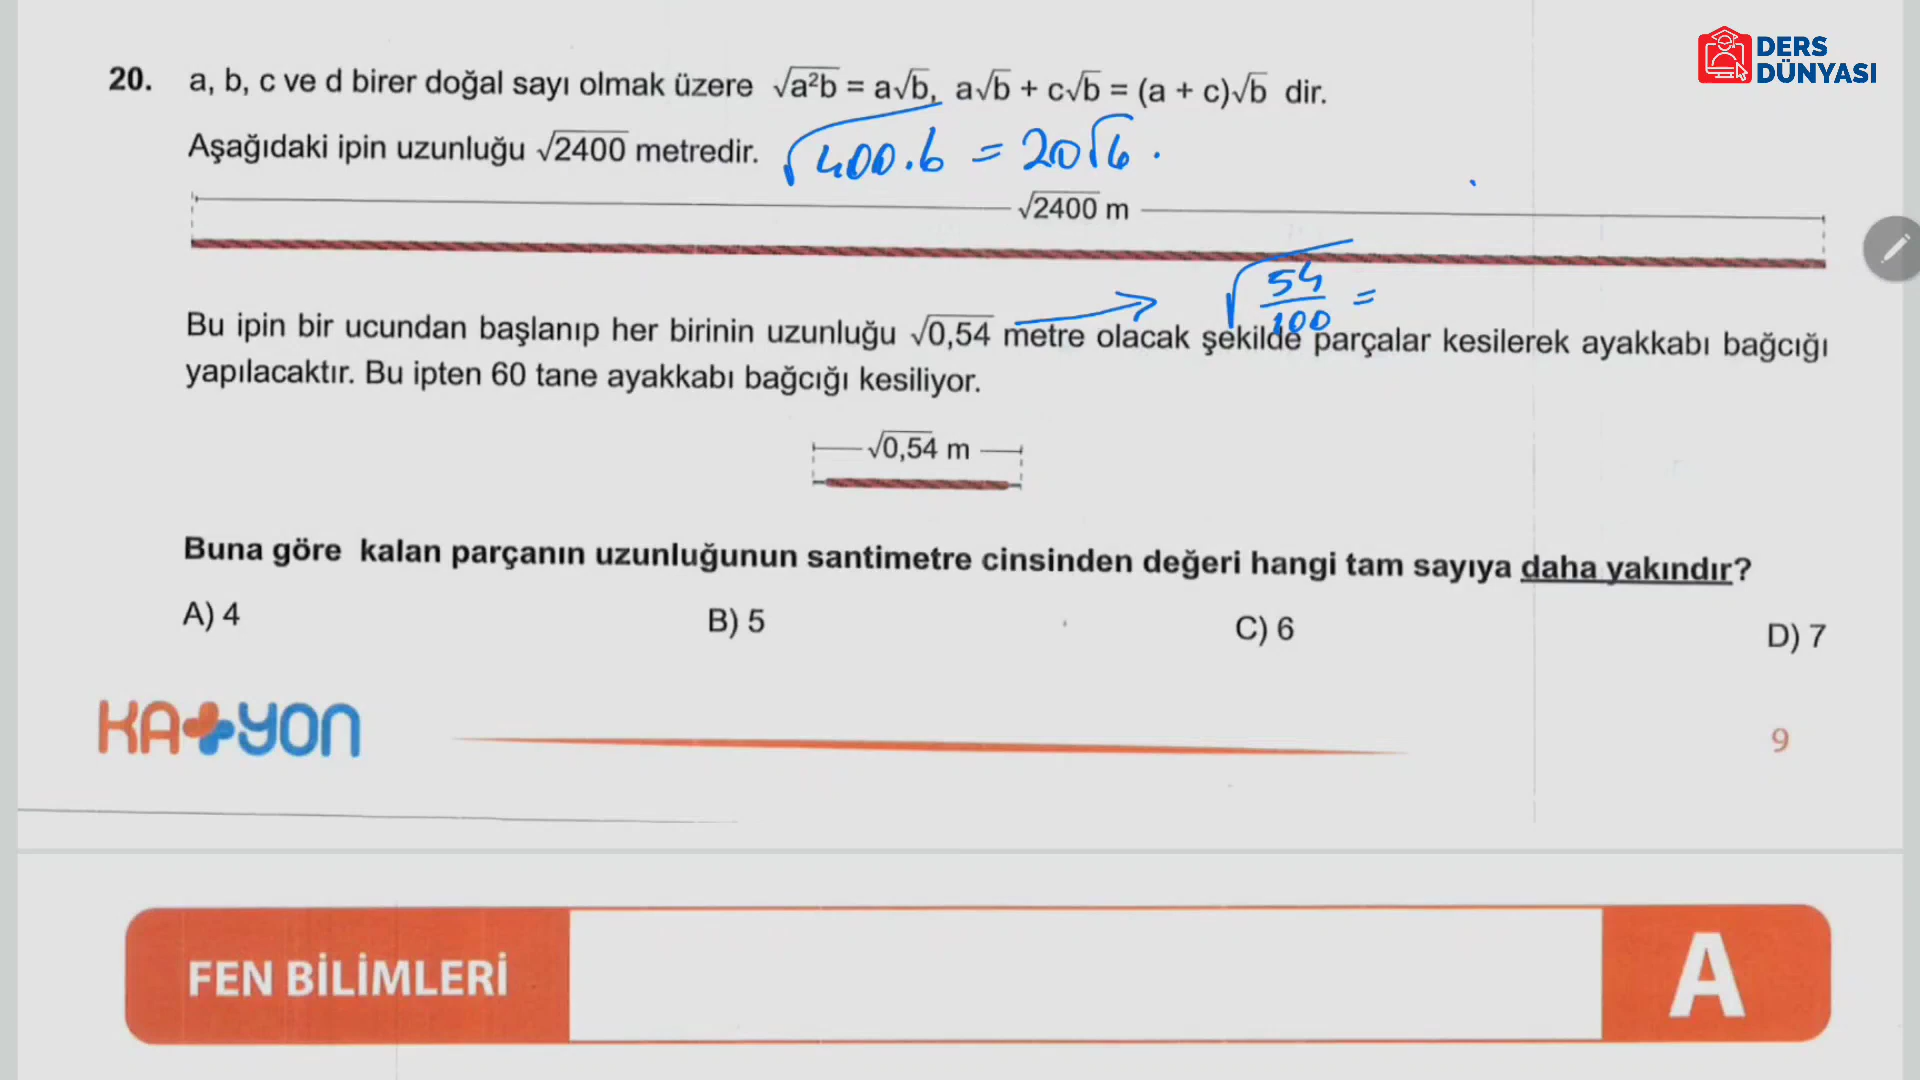 DERS
DÜNYASI
20. a, b, c ve d birer doğal sayı olmak üzere √a²b = a√b, a√b + c√b = (a + c)√b dir.
Aşağıdaki ipin uzunluğu √2400 metredir. √400.6 = 20√6 .
√2400 m
√54/100 =
Bu ipin bir ucundan başlanıp her birinin uzunluğu √0,54 metre olacak şekilde parçalar kesilerek ayakkabı bağcığı
yapılacaktır. Bu ipten 60 tane ayakkabı bağcığı kesiliyor.
√0,54 m
Buna göre kalan parçanın uzunluğunun santimetre cinsinden değeri hangi tam sayıya daha yakındır?
A) 4 B) 5 C) 6 D) 7
KATYON
9
FEN BİLİMLERİ
A